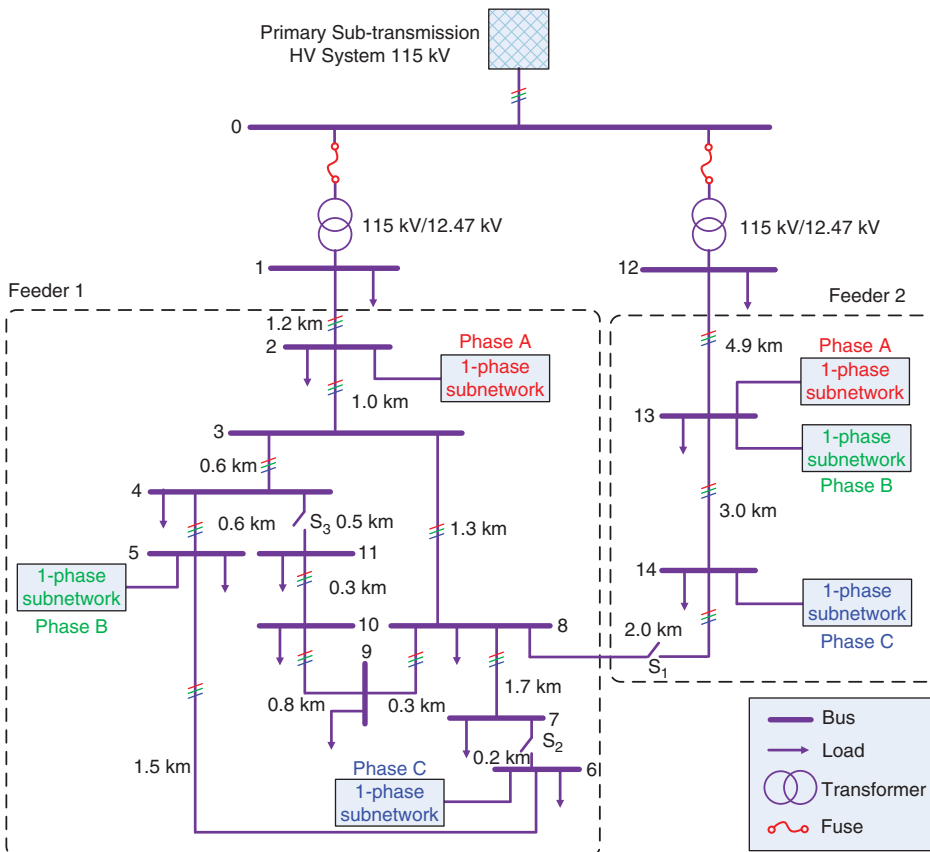 Primary Sub-transmission
HV System 115 kV
0
115 kV/12.47 kV
115 kV/12.47 kV
1
12
Feeder 1
Feeder 2
1.2 km
2
Phase A
1-phase
subnetwork
1.0 km
4.9 km
Phase A
1-phase
subnetwork
13
1-phase
subnetwork
Phase B
3
0.6 km
4
0.6 km
S3
0.5 km
1.3 km
3.0 km
5
11
1-phase
subnetwork
Phase B
0.3 km
14
1-phase
subnetwork
Phase C
10
8
9
2.0 km
S1
0.8 km
0.3 km
1.7 km
7
S2
0.2 km
6
1.5 km
Phase C
1-phase
subnetwork
Bus
Load
Transformer
Fuse